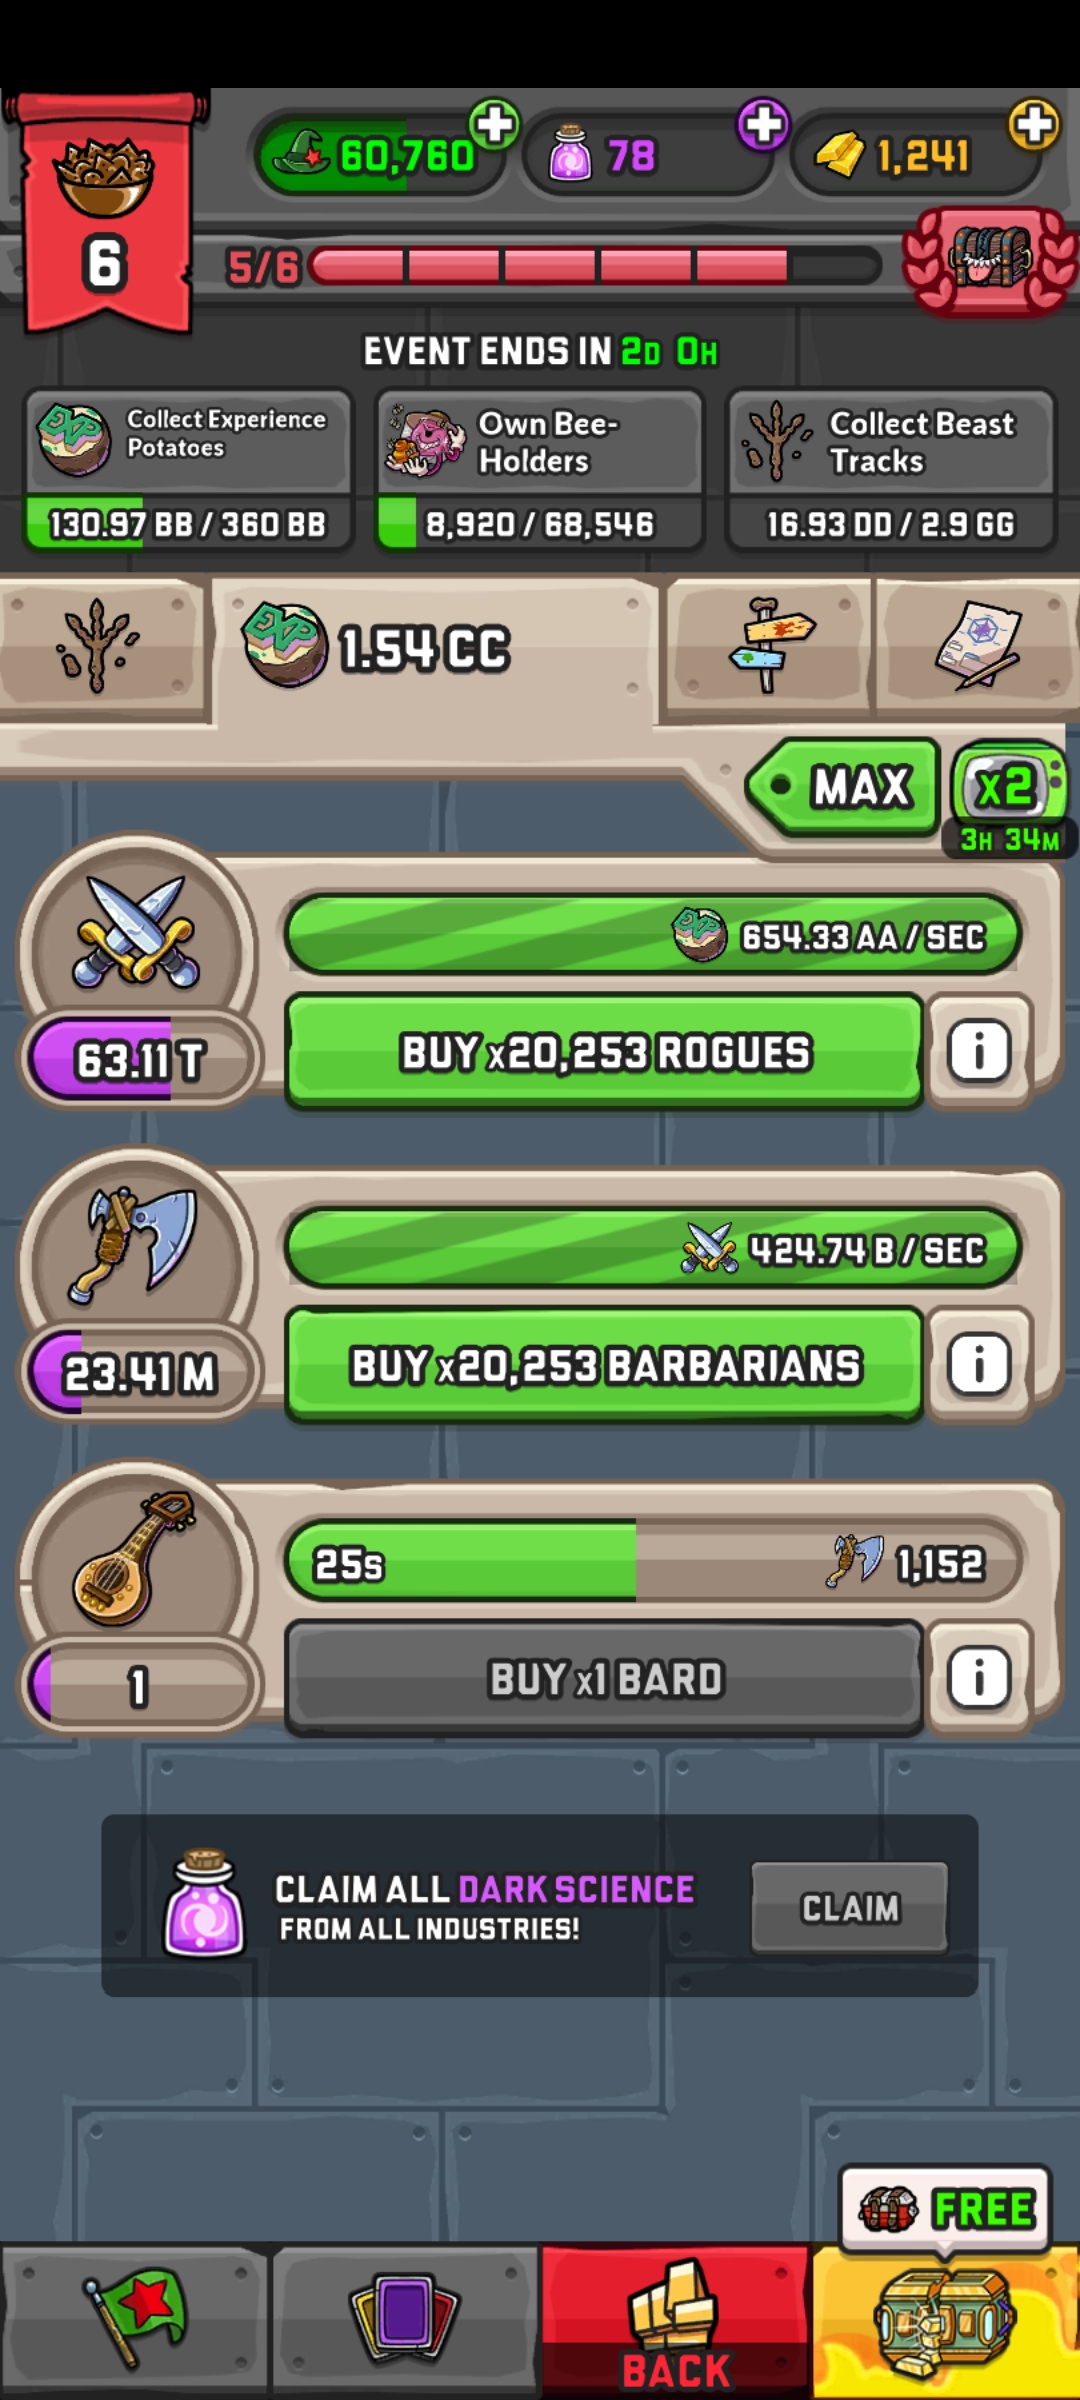 60,760
78
1,241
6
5/6
EVENT ENDS IN 2D 0H
Collect Experience
Potatoes
130.97 BB / 360 BB
Own Bee-
Holders
8,920 / 68,546
Collect Beast
Tracks
16.93 DD / 2.9 GG
EXP
1.54 CC
MAX
x2
3H 34M
EXP
654.33 AA / SEC
63.11 T
BUY x20,253 ROGUES
i
424.74 B / SEC
23.41 M
BUY x20,253 BARBARIANS
i
25s
1,152
1
BUY x1 BARD
i
CLAIM ALL DARK SCIENCE
FROM ALL INDUSTRIES!
CLAIM
FREE
BACK